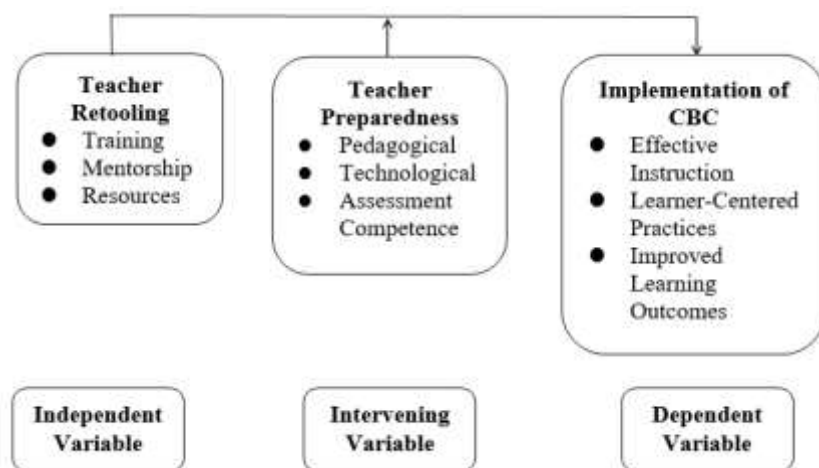 Teacher
Retooling
● Training
● Mentorship
● Resources
Teacher
Preparedness
● Pedagogical
● Technological
● Assessment
Competence
Implementation of
CBC
● Effective
Instruction
● Learner-Centered
Practices
● Improved
Learning
Outcomes
Independent
Variable
Intervening
Variable
Dependent
Variable